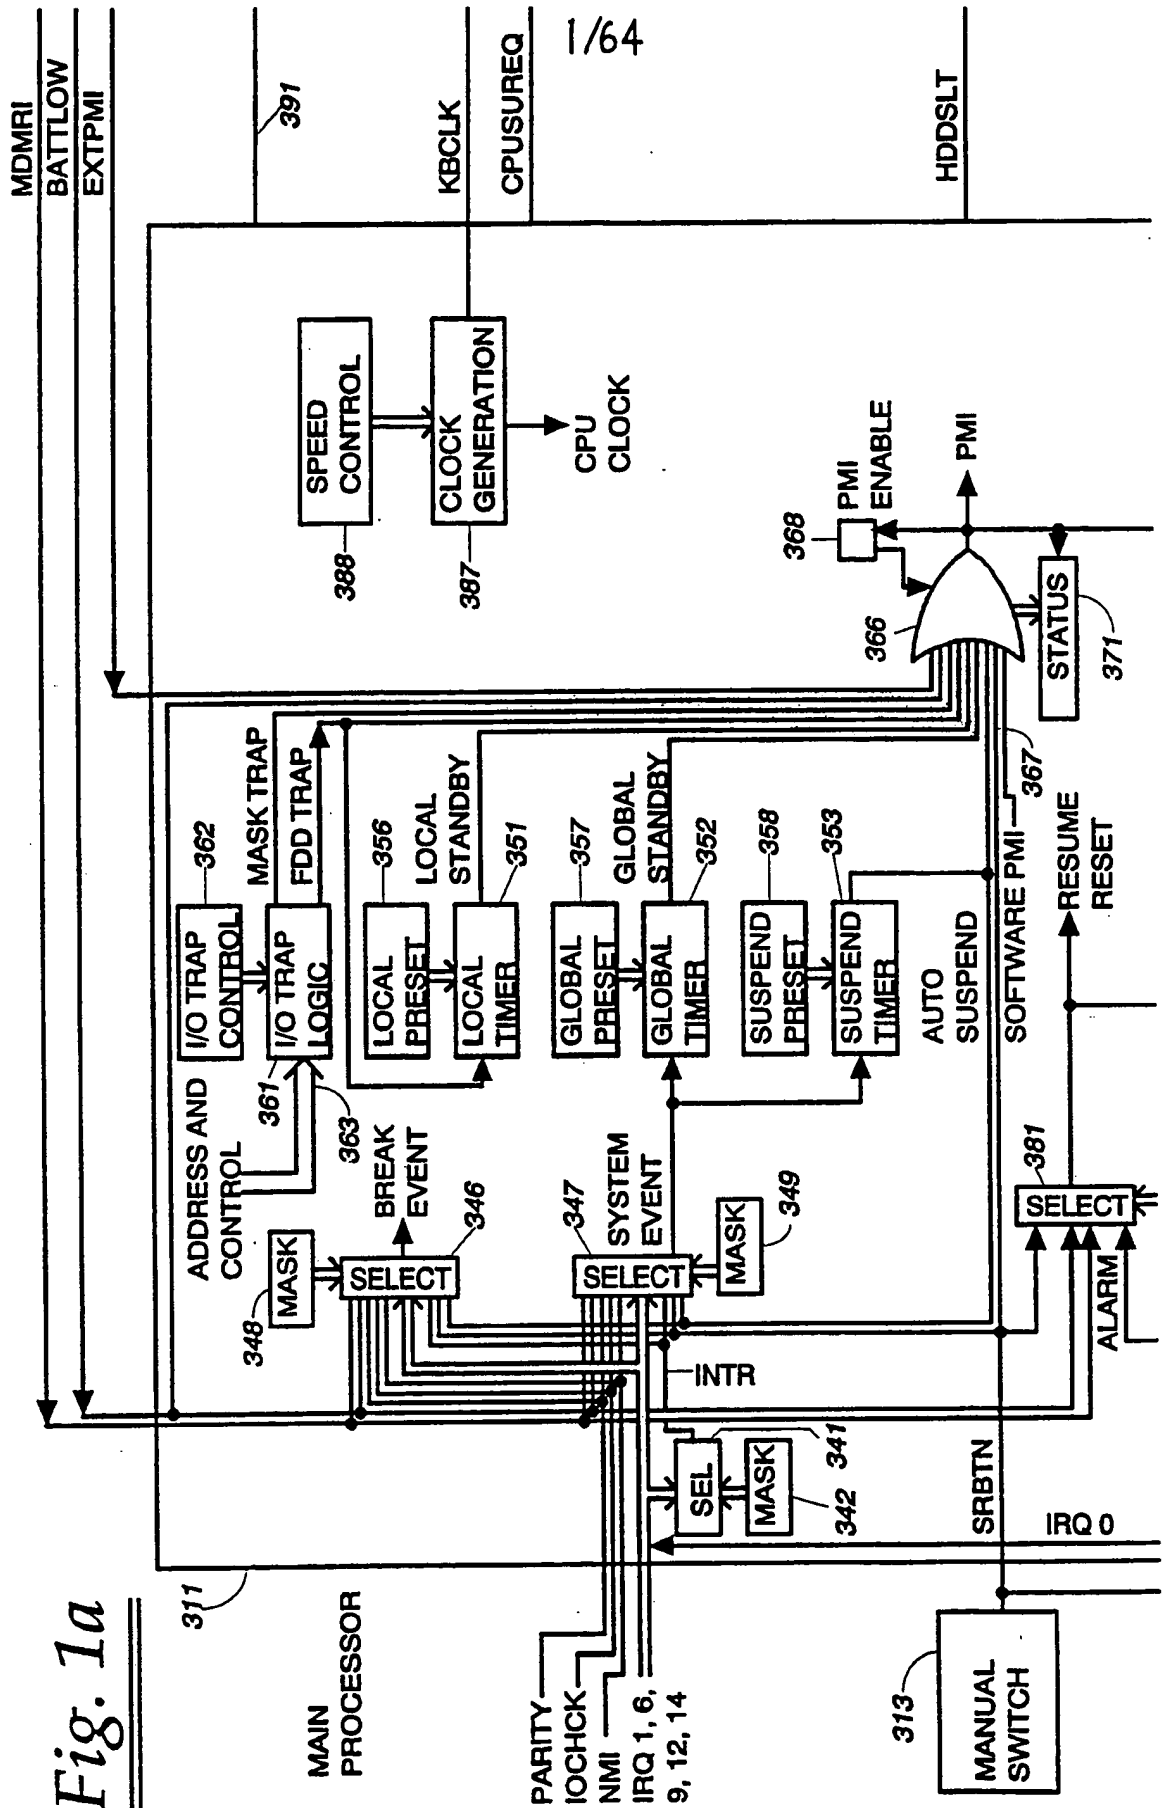 1/64
Fig. 1a
MDMRI
BATTLOW
EXTPMI
391
KBCLK
CPUSUREQ
HDDSLT
311
MAIN
PROCESSOR
SPEED
CONTROL
388
CLOCK
GENERATION
387
CPU
CLOCK
ADDRESS AND
CONTROL
363
I/O TRAP
CONTROL
362
I/O TRAP
LOGIC
361
MASK TRAP
FDD TRAP
MASK
348
SELECT
346
BREAK
EVENT
LOCAL
PRESET
356
LOCAL
TIMER
351
LOCAL
STANDBY
GLOBAL
PRESET
357
GLOBAL
TIMER
352
GLOBAL
STANDBY
SUSPEND
PRESET
358
SUSPEND
TIMER
353
AUTO
SUSPEND
SOFTWARE PMI
367
366
368
PMI
ENABLE
PMI
STATUS
371
SELECT
347
SYSTEM
EVENT
MASK
349
PARITY
IOCHCK
NMI
IRQ 1, 6,
9, 12, 14
INTR
SEL
341
MASK
342
SRBTN
IRQ 0
ALARM
SELECT
381
RESUME
RESET
313
MANUAL
SWITCH